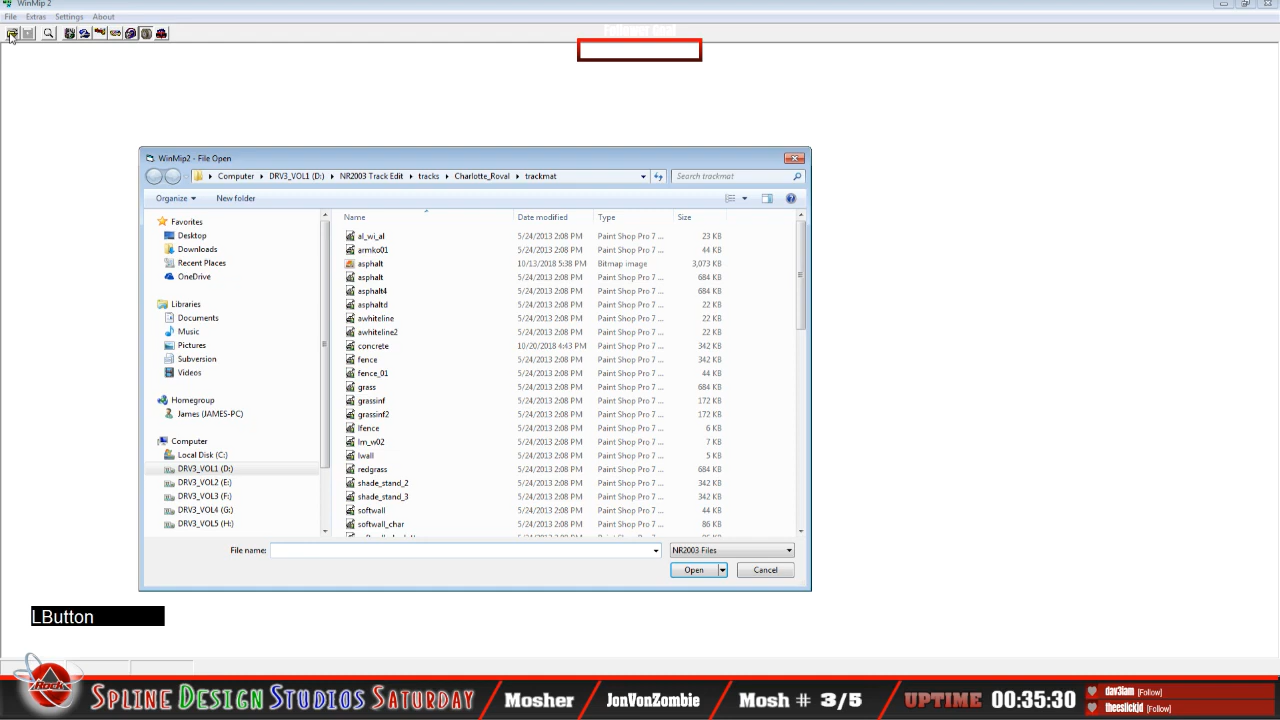 WinMip 2
File Extras Settings About
WinMip2 - File Open
Computer DRV3_VOL1 (D:) NR2003 Track Edit tracks Charlotte_Roval trackmat Search trackmat
Organize New folder
Name Date modified Type Size
Favorites
Desktop
Downloads
Recent Places
OneDrive
Libraries
Documents
Music
Pictures
Subversion
Videos
Homegroup
James (JAMES-PC)
Computer
Local Disk (C:)
DRV3_VOL1 (D:)
DRV3_VOL2 (E:)
DRV3_VOL3 (F:)
DRV3_VOL4 (G:)
DRV3_VOL5 (H:)
al_wi_al 5/24/2013 2:08 PM Paint Shop Pro 7 ... 23 KB
armko01 5/24/2013 2:08 PM Paint Shop Pro 7 ... 44 KB
asphalt 10/13/2018 5:38 PM Bitmap image 3,073 KB
asphalt 5/24/2013 2:08 PM Paint Shop Pro 7 ... 684 KB
asphalt4 5/24/2013 2:08 PM Paint Shop Pro 7 ... 684 KB
asphaltd 5/24/2013 2:08 PM Paint Shop Pro 7 ... 22 KB
awhiteline 5/24/2013 2:08 PM Paint Shop Pro 7 ... 22 KB
awhiteline2 5/24/2013 2:08 PM Paint Shop Pro 7 ... 22 KB
concrete 10/20/2018 4:43 PM Paint Shop Pro 7 ... 342 KB
fence 5/24/2013 2:08 PM Paint Shop Pro 7 ... 342 KB
fence_01 5/24/2013 2:08 PM Paint Shop Pro 7 ... 44 KB
grass 5/24/2013 2:08 PM Paint Shop Pro 7 ... 684 KB
grassinf 5/24/2013 2:08 PM Paint Shop Pro 7 ... 172 KB
grassinf2 5/24/2013 2:08 PM Paint Shop Pro 7 ... 172 KB
lfence 5/24/2013 2:08 PM Paint Shop Pro 7 ... 6 KB
lm_w02 5/24/2013 2:08 PM Paint Shop Pro 7 ... 7 KB
lwall 5/24/2013 2:08 PM Paint Shop Pro 7 ... 5 KB
redgrass 5/24/2013 2:08 PM Paint Shop Pro 7 ... 684 KB
shade_stand_2 5/24/2013 2:08 PM Paint Shop Pro 7 ... 342 KB
shade_stand_3 5/24/2013 2:08 PM Paint Shop Pro 7 ... 342 KB
softwall 5/24/2013 2:08 PM Paint Shop Pro 7 ... 44 KB
softwall_char 5/24/2013 2:08 PM Paint Shop Pro 7 ... 86 KB
File name: NR2003 Files
Open Cancel
LButton
SPLINE DESIGN STUDIOS SATURDAY Mosher JonVonZombie Mosh # 3/5 UPTIME 00:35:30
dav3iam [Follow]
theeslickjd [Follow]